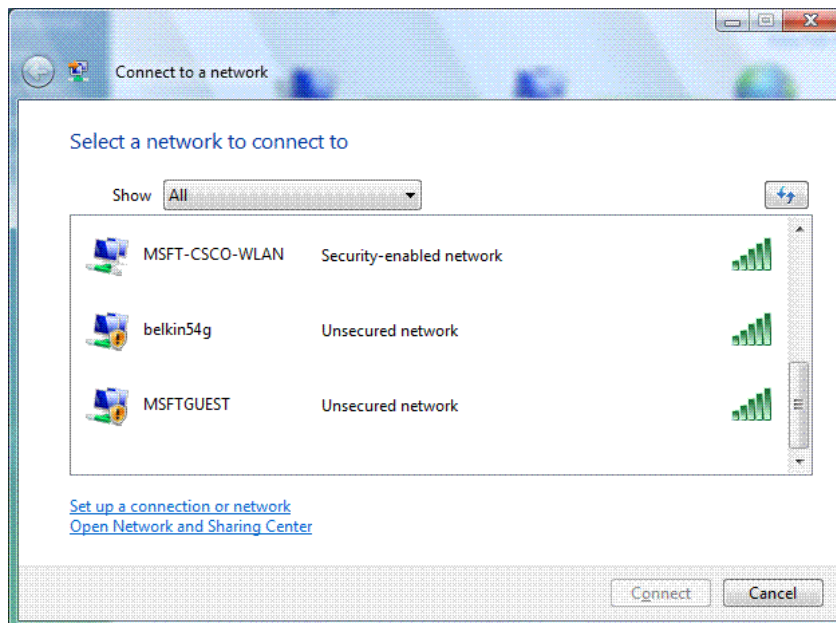 Connect to a network
Select a network to connect to
Show All
MSFT-CSCO-WLAN Security-enabled network
belkin54g Unsecured network
MSFTGUEST Unsecured network
Set up a connection or network
Open Network and Sharing Center
Connect Cancel